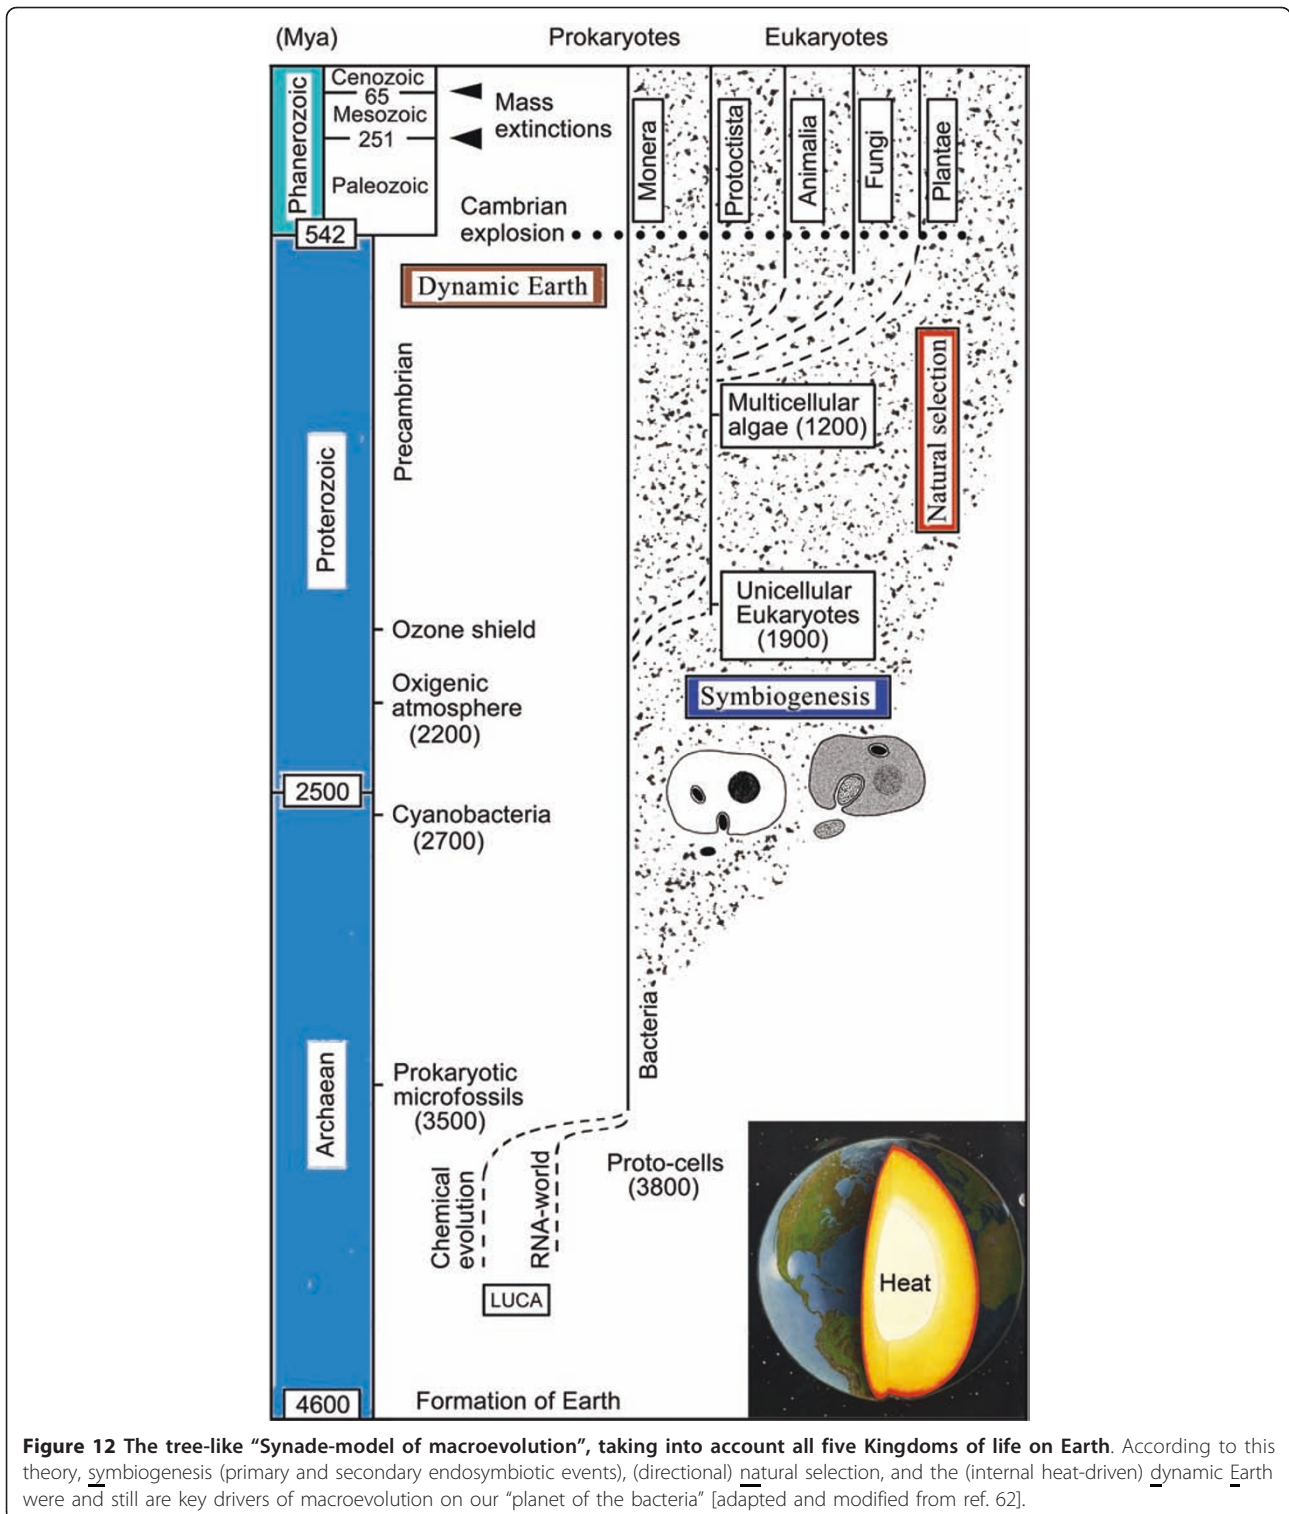 (Mya)
Prokaryotes
Eukaryotes
Phanerozoic
Cenozoic
65
Mesozoic
251
Paleozoic
Mass
extinctions
Monera
Protoctista
Animalia
Fungi
Plantae
Cambrian
explosion
542
Dynamic Earth
Precambrian
Natural selection
Multicellular
algae (1200)
Proterozoic
Unicellular
Eukaryotes
(1900)
Ozone shield
Symbiogenesis
Oxigenic
atmosphere
(2200)
2500
Cyanobacteria
(2700)
Bacteria
Archaean
Prokaryotic
microfossils
(3500)
Chemical
evolution
RNA-world
Proto-cells
(3800)
Heat
LUCA
4600
Formation of Earth
Figure 12 The tree-like “Synade-model of macroevolution”, taking into account all five Kingdoms of life on Earth. According to this
theory, symbiogenesis (primary and secondary endosymbiotic events), (directional) natural selection, and the (internal heat-driven) dynamic Earth
were and still are key drivers of macroevolution on our “planet of the bacteria” [adapted and modified from ref. 62].